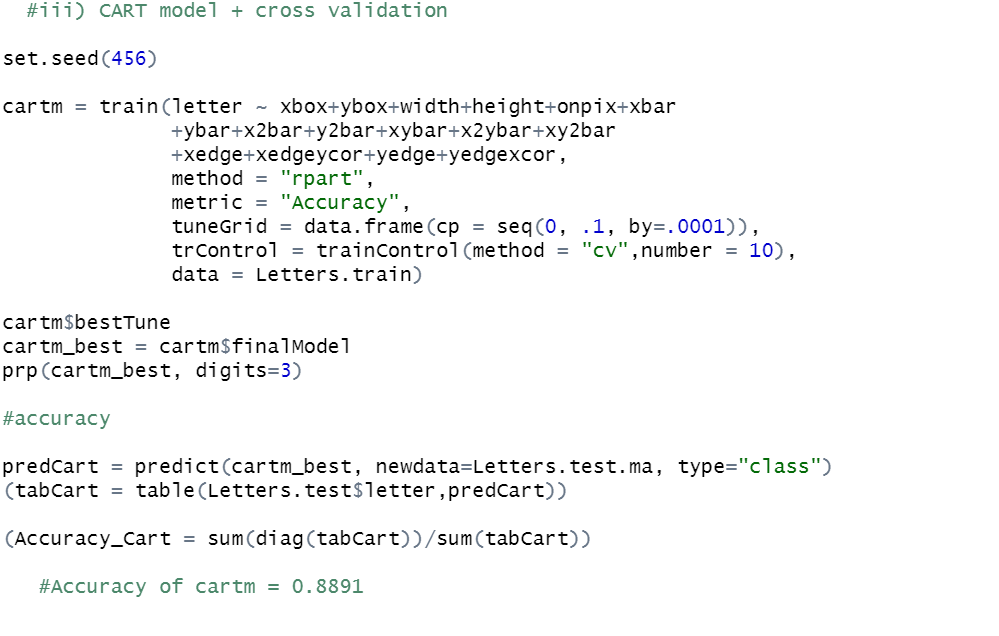 #iii) CART model + cross validation
set.seed(456)
cartm = train(letter ~ xbox+ybox+width+height+onpix+xbar
+ybar+x2bar+y2bar+xybar+x2ybar+xy2bar
+xedge+xedgeycor+yedge+yedgexcor,
method = "rpart",
metric = "Accuracy",
tuneGrid = data.frame(cp = seq(0, .1, by=.0001)),
trControl = trainControl(method = "cv",number = 10),
data = Letters.train)
cartm$bestTune
cartm_best = cartm$finalModel
prp(cartm_best, digits=3)
#accuracy
predCart = predict(cartm_best, newdata=Letters.test.ma, type="class")
(tabCart = table(Letters.test$letter,predCart))
(Accuracy_Cart = sum(diag(tabCart))/sum(tabCart))
#Accuracy of cartm = 0.8891